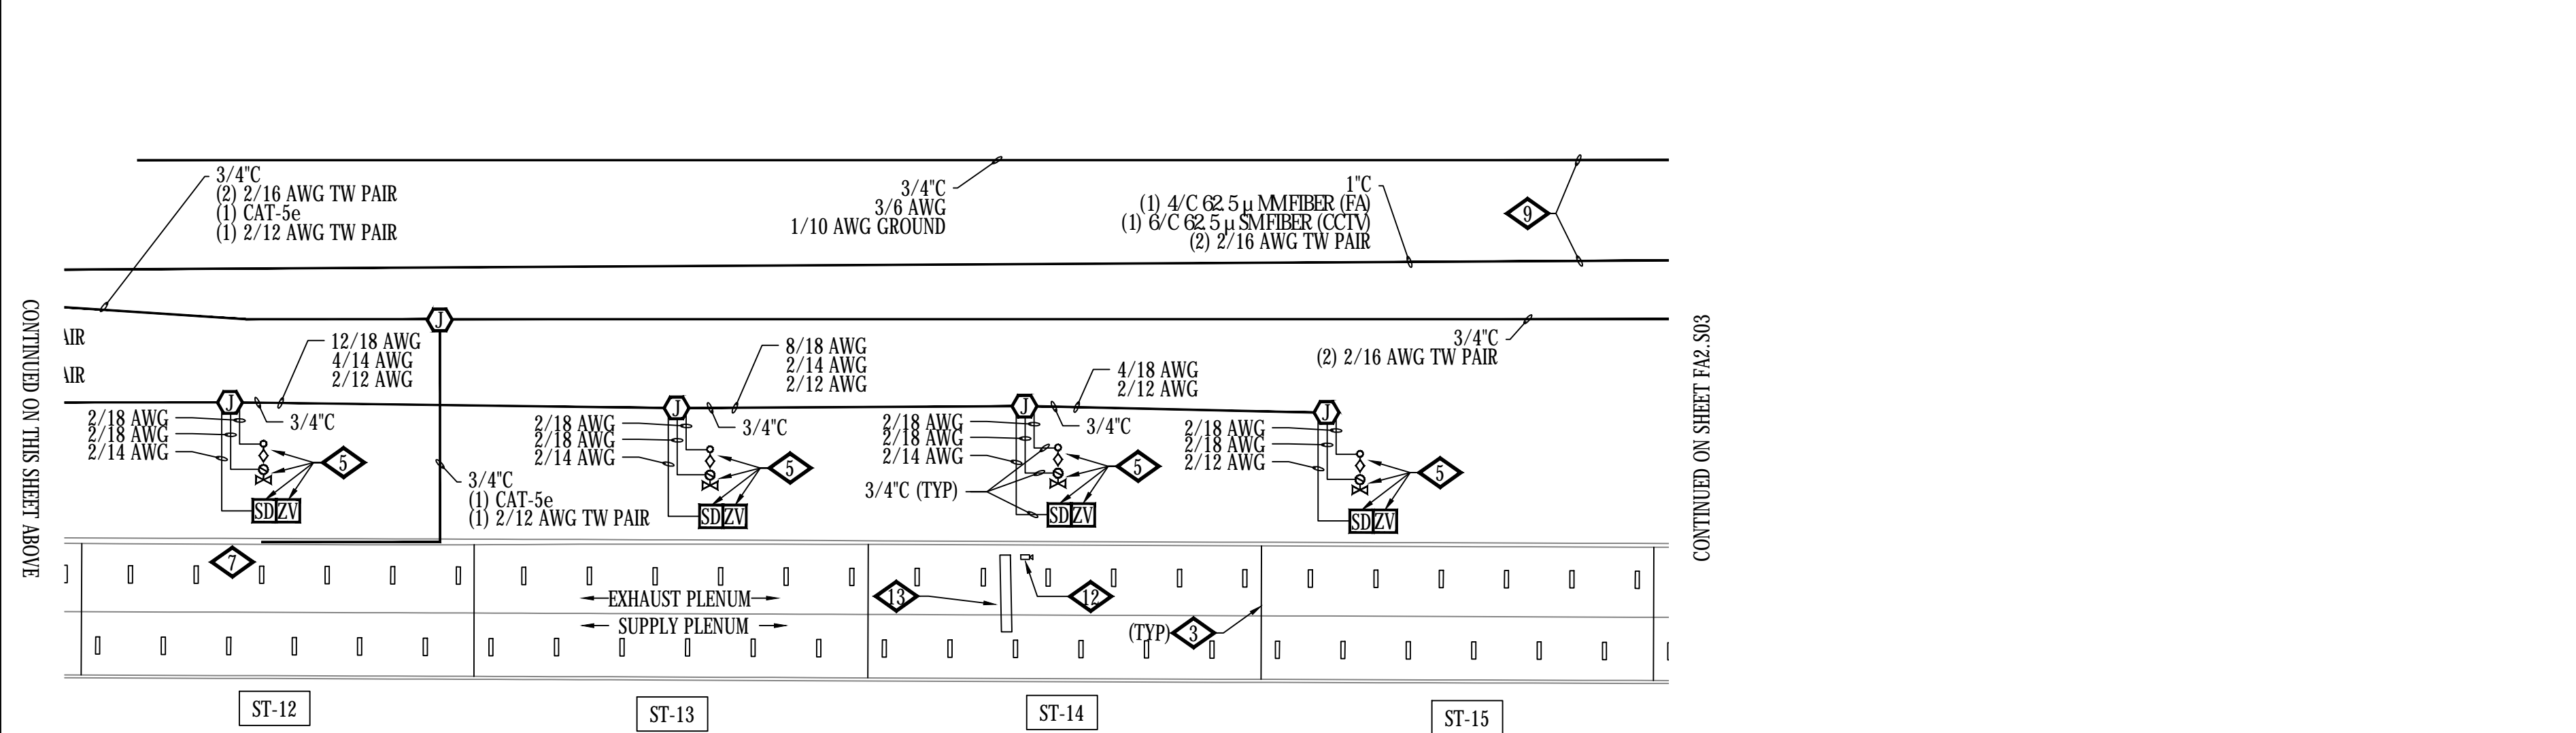 3/4"C
(2) 2/16 AWG TW PAIR
(1) CAT-5e
(1) 2/12 AWG TW PAIR
3/4"C
3/6 AWG
1/10 AWG GROUND
1"C
(1) 4/C 62.5 µ MM FIBER (FA)
(1) 6/C 62.5 µ SM FIBER (CCTV)
(2) 2/16 AWG TW PAIR
9
CONTINUED ON THIS SHEET ABOVE
AIR
AIR
J
12/18 AWG
4/14 AWG
2/12 AWG
8/18 AWG
2/14 AWG
2/12 AWG
4/18 AWG
2/12 AWG
3/4"C
(2) 2/16 AWG TW PAIR
CONTINUED ON SHEET FA2.S03
J
2/18 AWG
2/18 AWG
2/14 AWG
3/4"C
5
SD ZV
3/4"C
(1) CAT-5e
(1) 2/12 AWG TW PAIR
J
2/18 AWG
2/18 AWG
2/14 AWG
3/4"C
5
SD ZV
J
2/18 AWG
2/18 AWG
2/14 AWG
3/4"C
3/4"C (TYP)
5
SD ZV
J
2/18 AWG
2/18 AWG
2/12 AWG
5
SD ZV
7
EXHAUST PLENUM
SUPPLY PLENUM
13
12
(TYP) 3
ST-12
ST-13
ST-14
ST-15